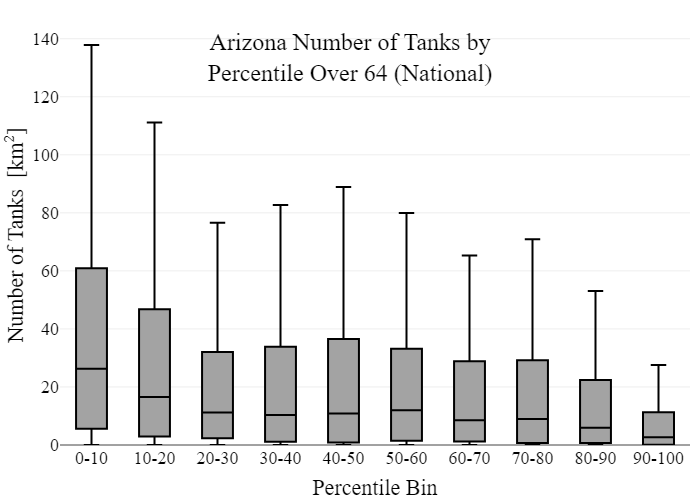 Arizona Number of Tanks by
Percentile Over 64 (National)
Number of Tanks [km²]
140
120
100
80
60
40
20
0
0-10 10-20 20-30 30-40 40-50 50-60 60-70 70-80 80-90 90-100
Percentile Bin